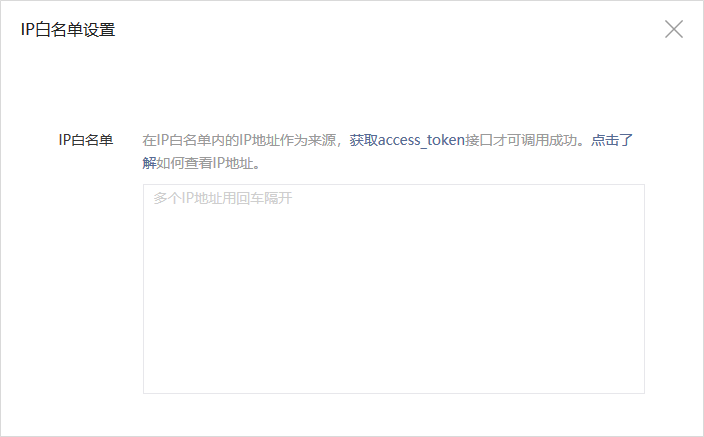 IP白名单设置
IP白名单
在IP白名单内的IP地址作为来源，获取access_token接口才可调用成功。点击了
解如何查看IP地址。
多个IP地址用回车隔开